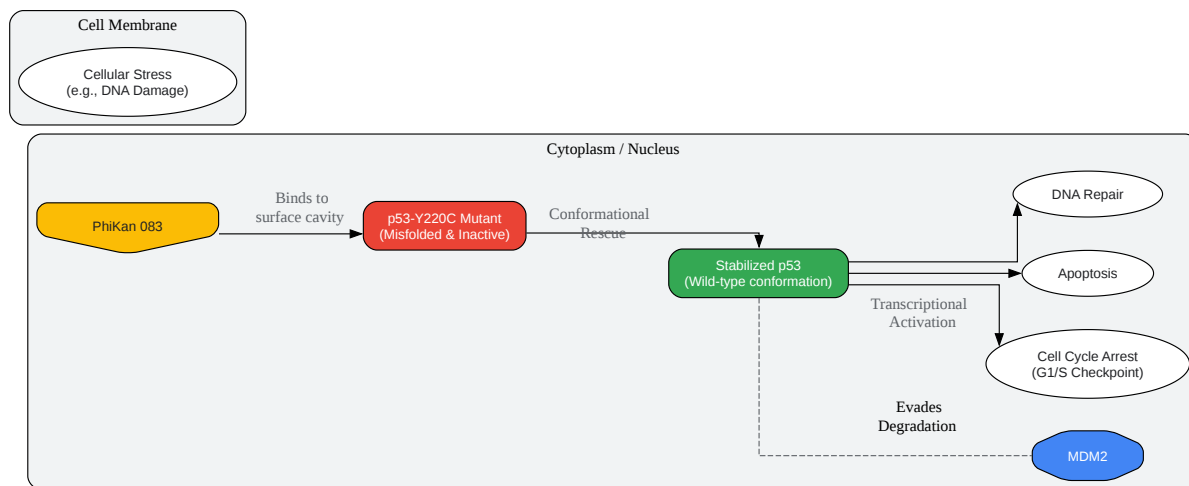 Cell Membrane
Cellular Stress
(e.g., DNA Damage)
Cytoplasm / Nucleus
PhiKan 083
Binds to
surface cavity
p53-Y220C Mutant
(Misfolded & Inactive)
Conformational
Rescue
Stabilized p53
(Wild-type conformation)
DNA Repair
Apoptosis
Transcriptional
Activation
Cell Cycle Arrest
(G1/S Checkpoint)
Evades
Degradation
MDM2